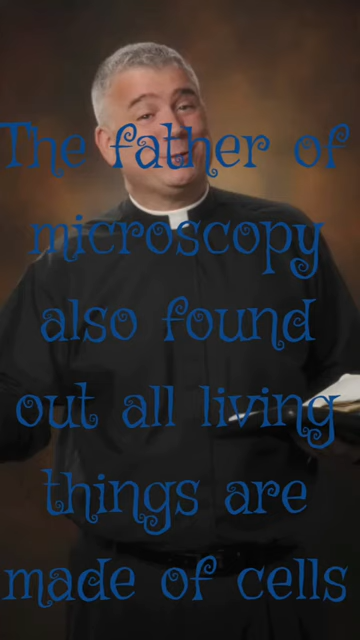 The father of
microscopy
also found
out all living
things are
made of cells